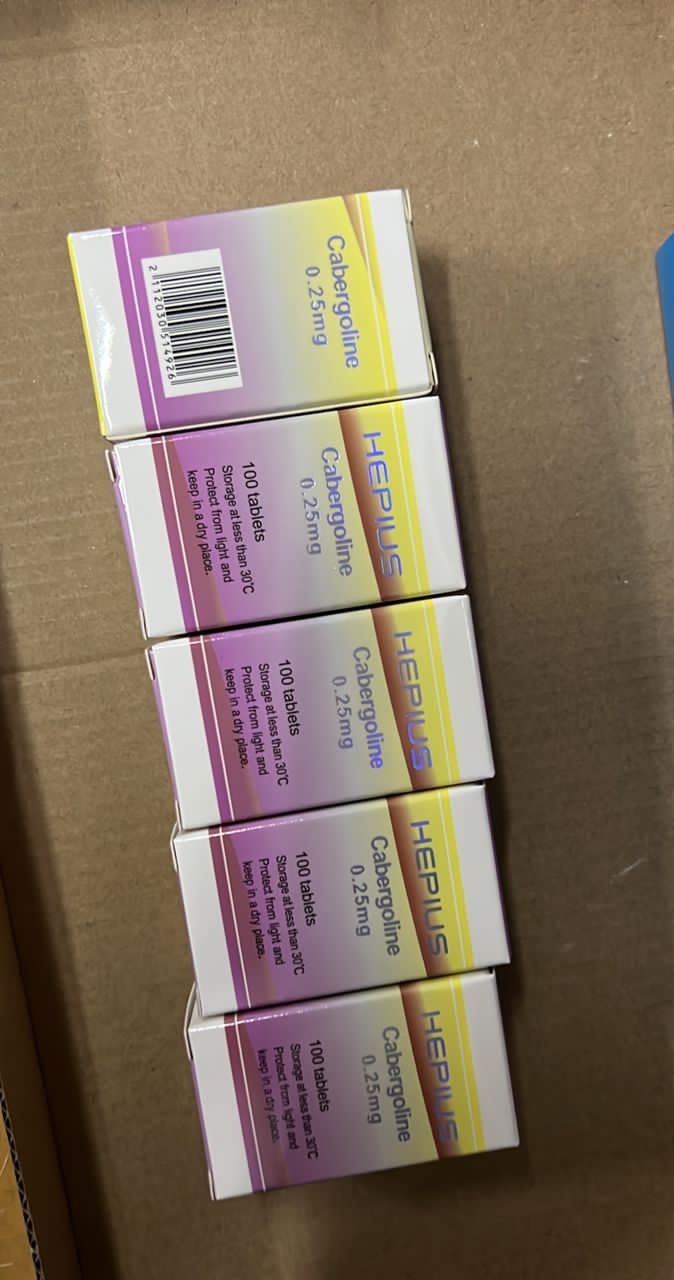 Cabergoline
0.25mg
2 112030 514926
HEPIUS
Cabergoline
0.25mg
100 tablets
Storage at less than 30℃
Protect from light and
keep in a dry place.
HEPIUS
Cabergoline
0.25mg
100 tablets
Storage at less than 30℃
Protect from light and
keep in a dry place.
HEPIUS
Cabergoline
0.25mg
100 tablets
Storage at less than 30℃
Protect from light and
keep in a dry place.
HEPIUS
Cabergoline
0.25mg
100 tablets
Storage at less than 30℃
Protect from light and
keep in a dry place.